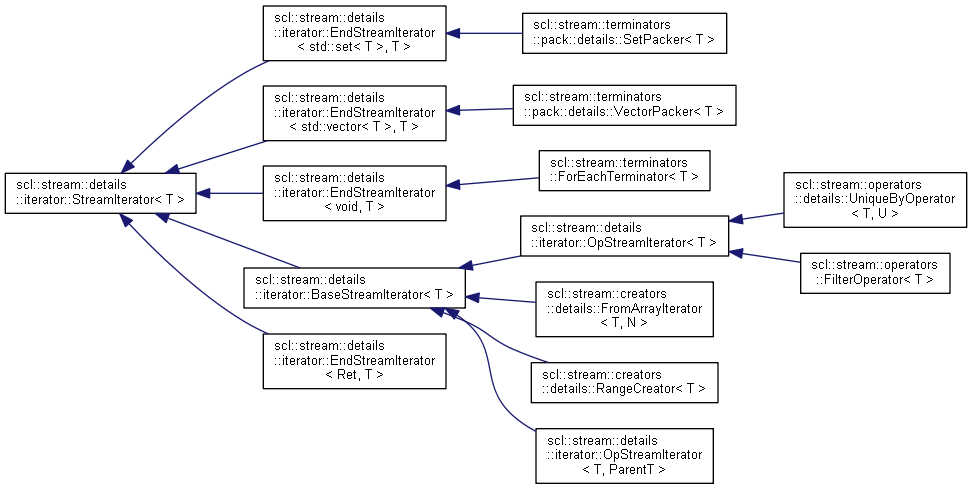 scl::stream::details
::iterator::StreamIterator< T >
scl::stream::details
::iterator::EndStreamIterator
< std::set< T >, T >
scl::stream::details
::iterator::EndStreamIterator
< std::vector< T >, T >
scl::stream::details
::iterator::EndStreamIterator
< void, T >
scl::stream::details
::iterator::BaseStreamIterator< T >
scl::stream::details
::iterator::EndStreamIterator
< Ret, T >
scl::stream::terminators
::pack::details::SetPacker< T >
scl::stream::terminators
::pack::details::VectorPacker< T >
scl::stream::terminators
::ForEachTerminator< T >
scl::stream::details
::iterator::OpStreamIterator< T >
scl::stream::creators
::details::FromArrayIterator
< T, N >
scl::stream::creators
::details::RangeCreator< T >
scl::stream::details
::iterator::OpStreamIterator
< T, ParentT >
scl::stream::operators
::details::UniqueByOperator
< T, U >
scl::stream::operators
::FilterOperator< T >